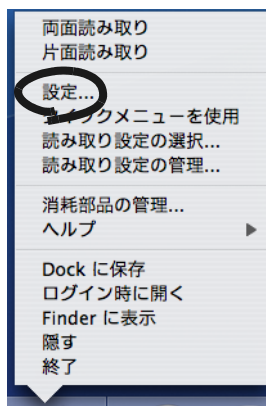 両面読み取り
片面読み取り
設定...
クイックメニューを使用
読み取り設定の選択...
読み取り設定の管理...
消耗部品の管理...
ヘルプ
Dock に保存
ログイン時に開く
Finder に表示
隠す
終了